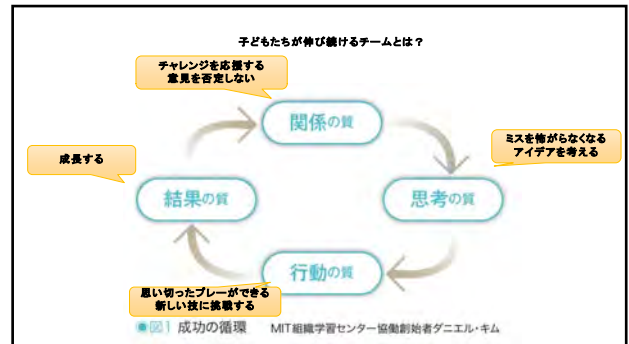 子どもたちが伸び続けるチームとは？
チャレンジを応援する
意見を否定しない
関係の質
ミスを怖がらなくなる
アイデアを考える
成長する
結果の質
思考の質
行動の質
思い切ったプレーができる
新しい技に挑戦する
●図1 成功の循環 MIT組織学習センター協働創始者ダニエル・キム